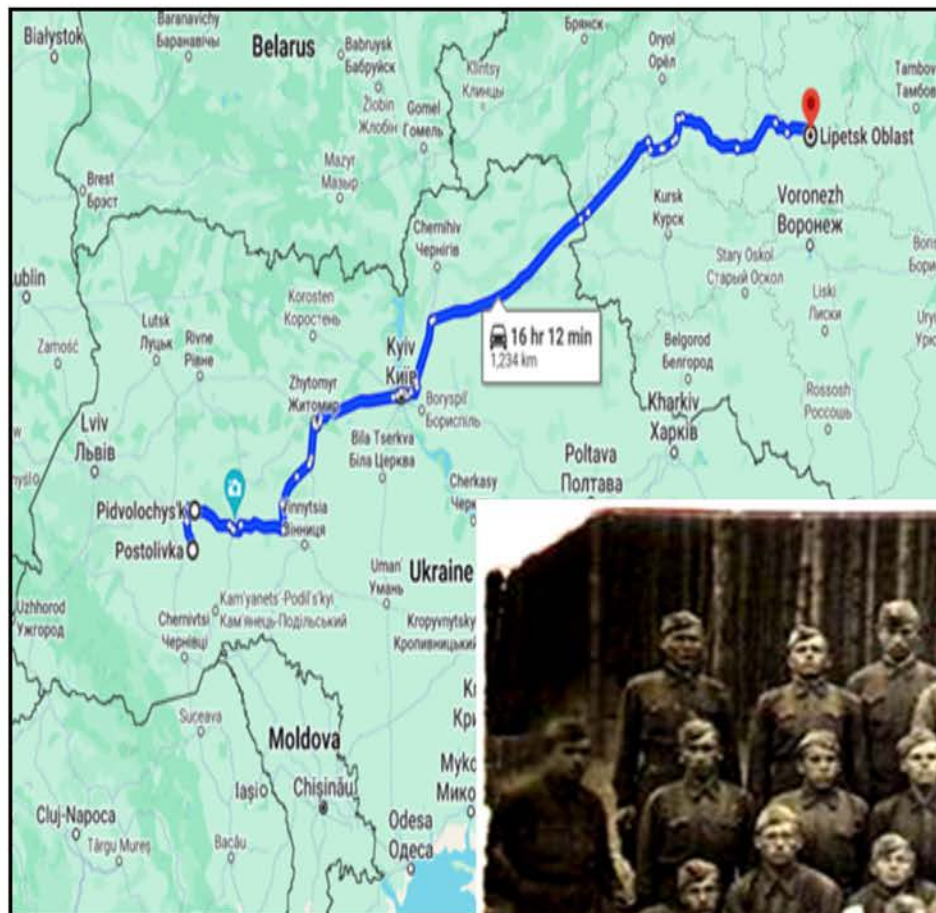 Baranavichy
Баранавічы
Białystok
Belarus
Babruysk
Бабруйск
Klintsy
Клинцы
Брянск
Oryol
Орёл
Tambov
Тамбов
Žlobin
Жлобін
Gomel
Гомель
Lipetsk Oblast
Mazyr
Мазыр
Brest
Брэст
Kursk
Курск
Voronezh
Воронеж
Chernihiv
Чернігів
Stary Oskol
Старый Оскол
ublin
Korosten
Коростень
Liski
Лиски
Lutsk
Луцьк
Rivne
Рівне
16 hr 12 min
1,234 km
Zamość
Kyiv
Київ
Belgorod
Белгород
Zhytomyr
Житомир
Boryspil'
Бориспіль
Rossosh
Россошь
Lviv
Львів
Kharkiv
Харків
Bila Tserkva
Біла Церква
Poltava
Полтава
Cherkasy
Черк
Pidvolochys'k
Vinnytsia
Вінниця
Postolivka
Uman'
Умань
Ukraine
Uzhhorod
Ужгород
Chernivtsi
Чернівці
Kam'yanets'-Podil's'kyi
Кам'янець-Подільський
Kropyvnytsky
Кропивницький
Suceava
Moldova
Iași
Chișinău
Cluj-Napoca
Odesa
Одеса
Târgu Mureș
Bacău